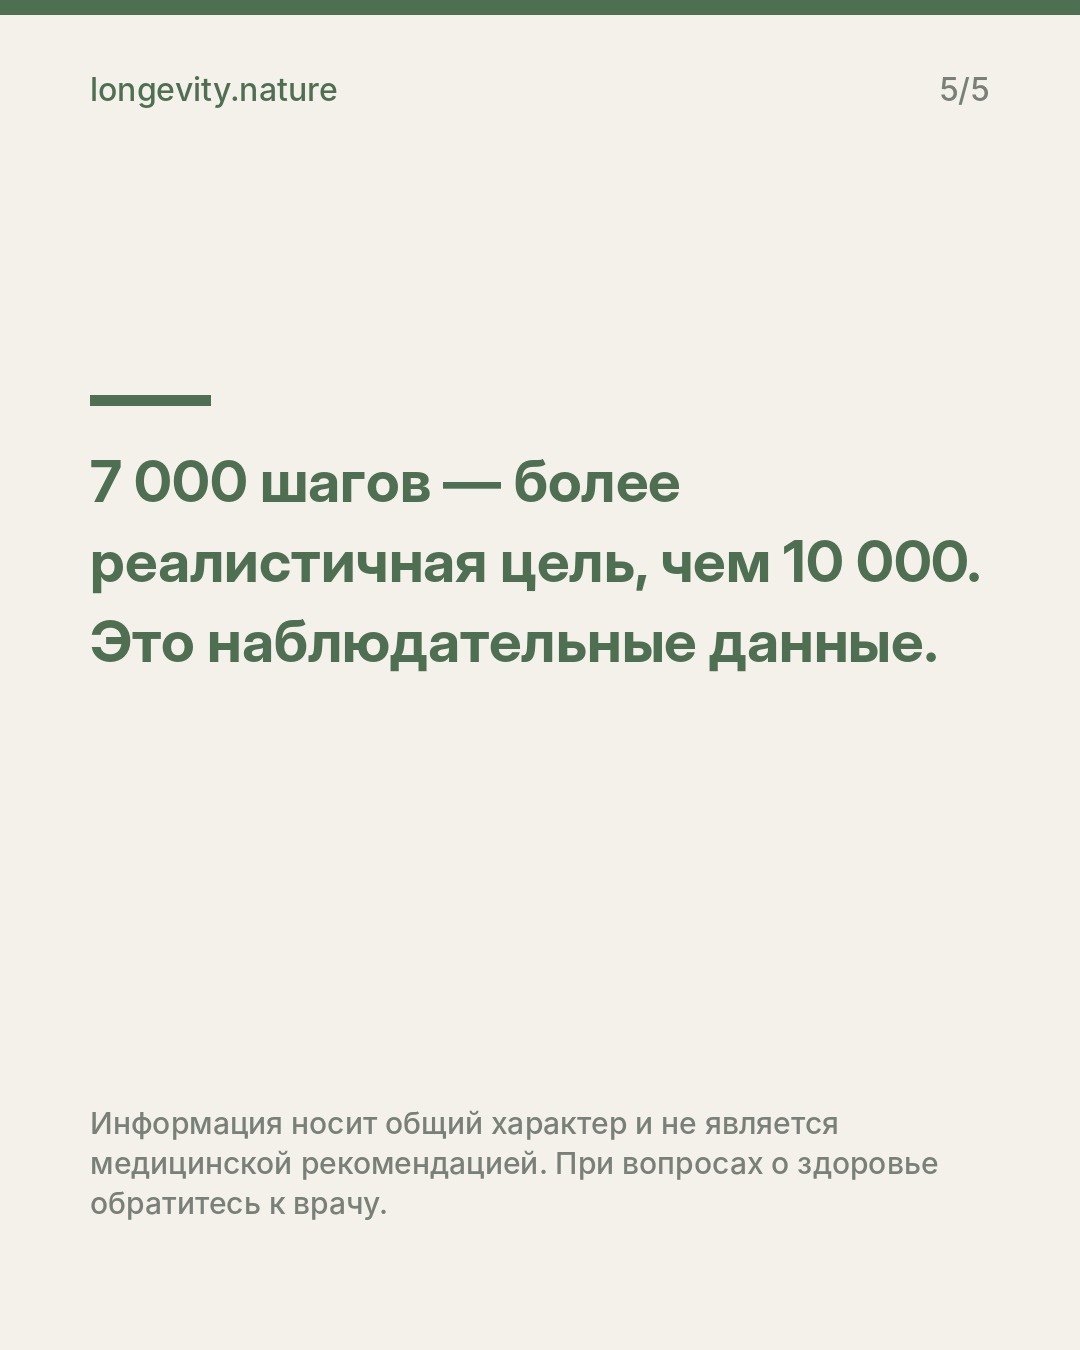 longevity.nature
5/5
7 000 шагов — более
реалистичная цель, чем 10 000.
Это наблюдательные данные.
Информация носит общий характер и не является
медицинской рекомендацией. При вопросах о здоровье
обратитесь к врачу.